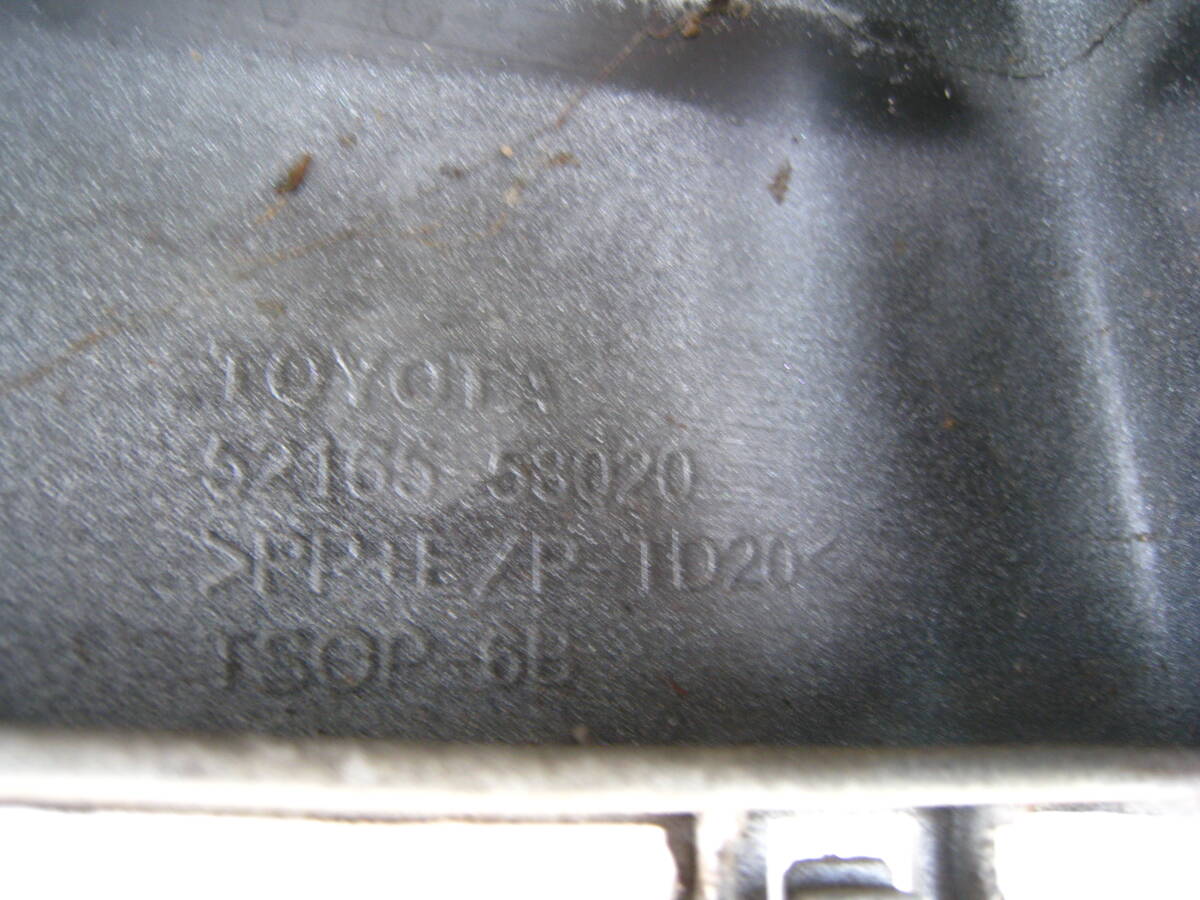 TOYOTA
52165-58020
>PP+E/P-TD20<
TSOP-6B